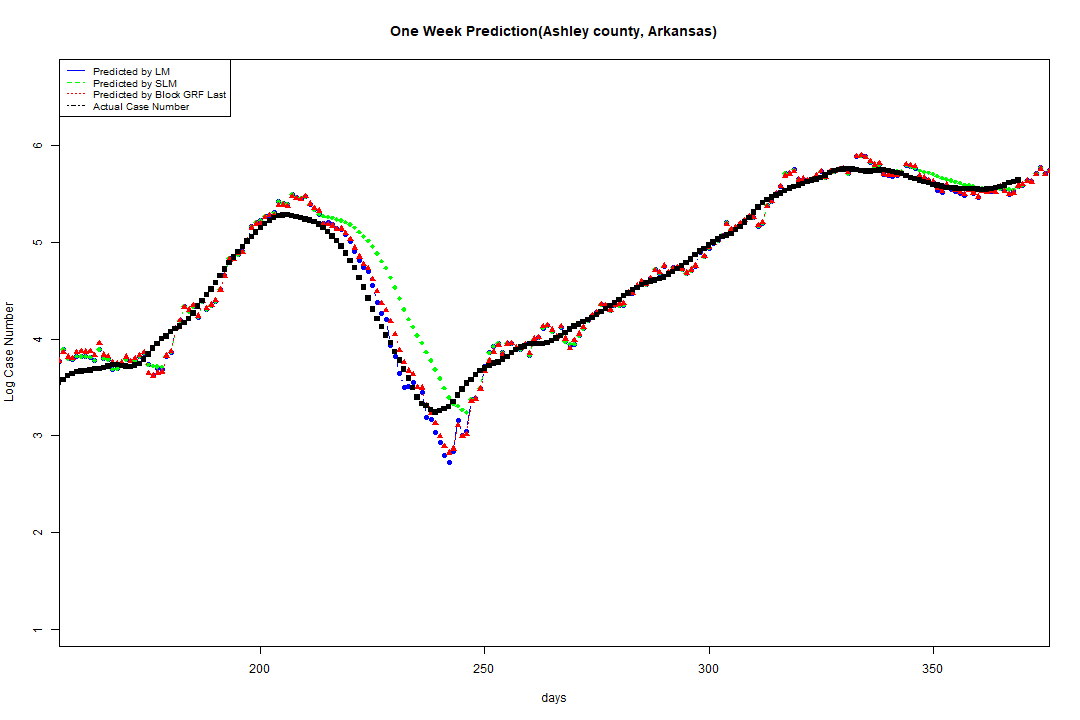 One Week Prediction(Ashley county, Arkansas)
Predicted by LM
Predicted by SLM
Predicted by Block GRF Last
Actual Case Number
6
5
4
3
2
1
Log Case Number
200
250
300
350
days